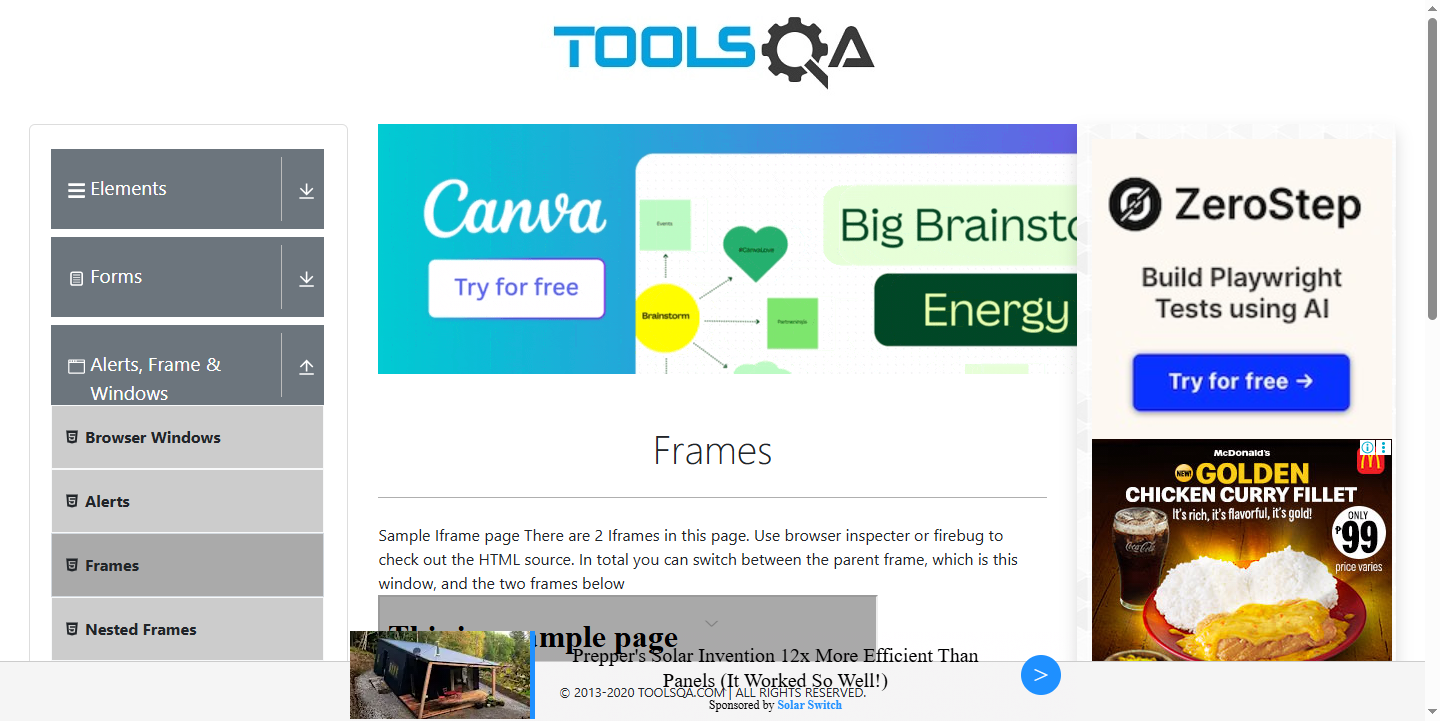 TOOLSQA
Elements
Forms
Alerts, Frame &
Windows
Browser Windows
Alerts
Frames
Nested Frames
Canva
Try for free
Events
#CanvaLove
Brainstorm
Partnerships
Big Brainsto
Energy
Frames
Sample Iframe page There are 2 Iframes in this page. Use browser inspecter or firebug to
check out the HTML source. In total you can switch between the parent frame, which is this
window, and the two frames below
This is a sample page
ZeroStep
Build Playwright
Tests using AI
Try for free →
McDonald's
NEW! GOLDEN
CHICKEN CURRY FILLET
It's rich, it's flavorful, it's gold!
ONLY
₱99
price varies
Coca-Cola
Prepper's Solar Invention 12x More Efficient Than
Panels (It Worked So Well!)
>
© 2013-2020 TOOLSQA.COM | ALL RIGHTS RESERVED.
Sponsored by Solar Switch